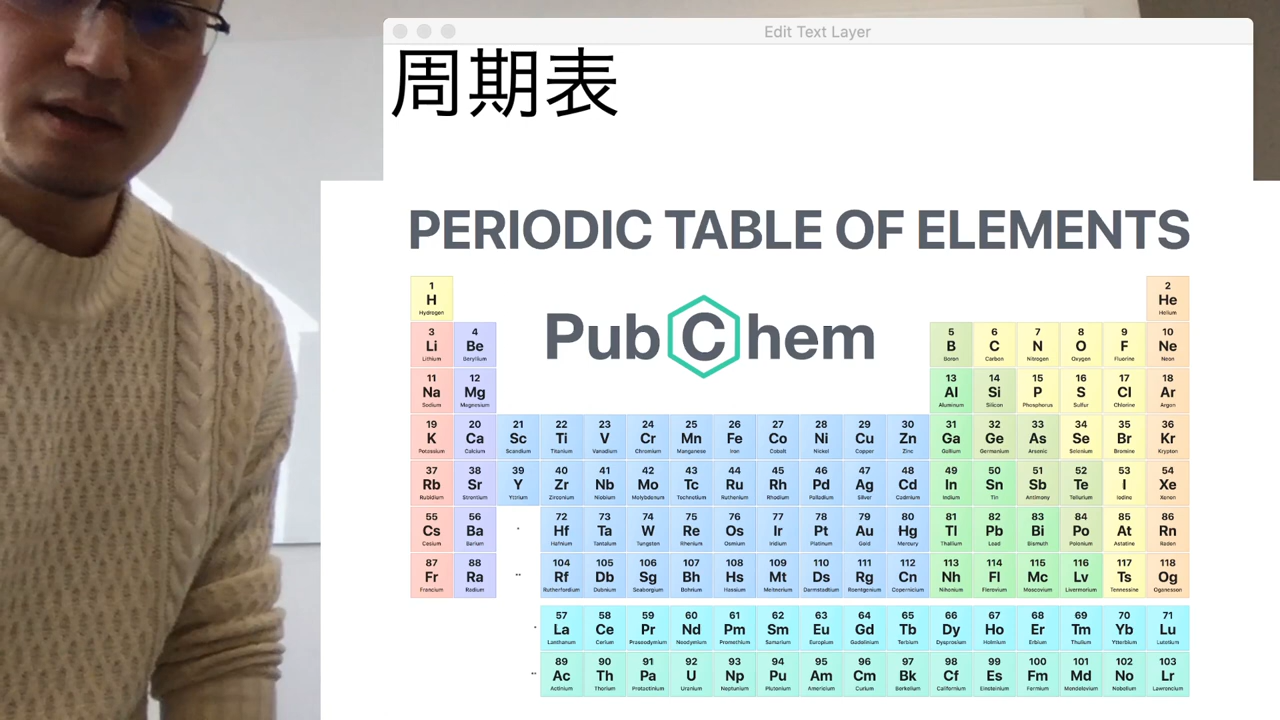 Edit Text Layer
周期表
PERIODIC TABLE OF ELEMENTS
PubChem
1 2
H He
Hydrogen Helium
3 4 5 6 7 8 9 10
Li Be B C N O F Ne
Lithium Beryllium Boron Carbon Nitrogen Oxygen Fluorine Neon
11 12 13 14 15 16 17 18
Na Mg Al Si P S Cl Ar
Sodium Magnesium Aluminum Silicon Phosphorus Sulfur Chlorine Argon
19 20 21 22 23 24 25 26 27 28 29 30 31 32 33 34 35 36
K Ca Sc Ti V Cr Mn Fe Co Ni Cu Zn Ga Ge As Se Br Kr
Potassium Calcium Scandium Titanium Vanadium Chromium Manganese Iron Cobalt Nickel Copper Zinc Gallium Germanium Arsenic Selenium Bromine Krypton
37 38 39 40 41 42 43 44 45 46 47 48 49 50 51 52 53 54
Rb Sr Y Zr Nb Mo Tc Ru Rh Pd Ag Cd In Sn Sb Te I Xe
Rubidium Strontium Yttrium Zirconium Niobium Molybdenum Technetium Ruthenium Rhodium Palladium Silver Cadmium Indium Tin Antimony Tellurium Iodine Xenon
55 56 * 72 73 74 75 76 77 78 79 80 81 82 83 84 85 86
Cs Ba Hf Ta W Re Os Ir Pt Au Hg Tl Pb Bi Po At Rn
Cesium Barium Hafnium Tantalum Tungsten Rhenium Osmium Iridium Platinum Gold Mercury Thallium Lead Bismuth Polonium Astatine Radon
87 88 ** 104 105 106 107 108 109 110 111 112 113 114 115 116 117 118
Fr Ra Rf Db Sg Bh Hs Mt Ds Rg Cn Nh Fl Mc Lv Ts Og
Francium Radium Rutherfordium Dubnium Seaborgium Bohrium Hassium Meitnerium Darmstadtium Roentgenium Copernicium Nihonium Flerovium Moscovium Livermorium Tennessine Oganesson
* 57 58 59 60 61 62 63 64 65 66 67 68 69 70 71
La Ce Pr Nd Pm Sm Eu Gd Tb Dy Ho Er Tm Yb Lu
Lanthanum Cerium Praseodymium Neodymium Promethium Samarium Europium Gadolinium Terbium Dysprosium Holmium Erbium Thulium Ytterbium Lutetium
** 89 90 91 92 93 94 95 96 97 98 99 100 101 102 103
Ac Th Pa U Np Pu Am Cm Bk Cf Es Fm Md No Lr
Actinium Thorium Protactinium Uranium Neptunium Plutonium Americium Curium Berkelium Californium Einsteinium Fermium Mendelevium Nobelium Lawrencium